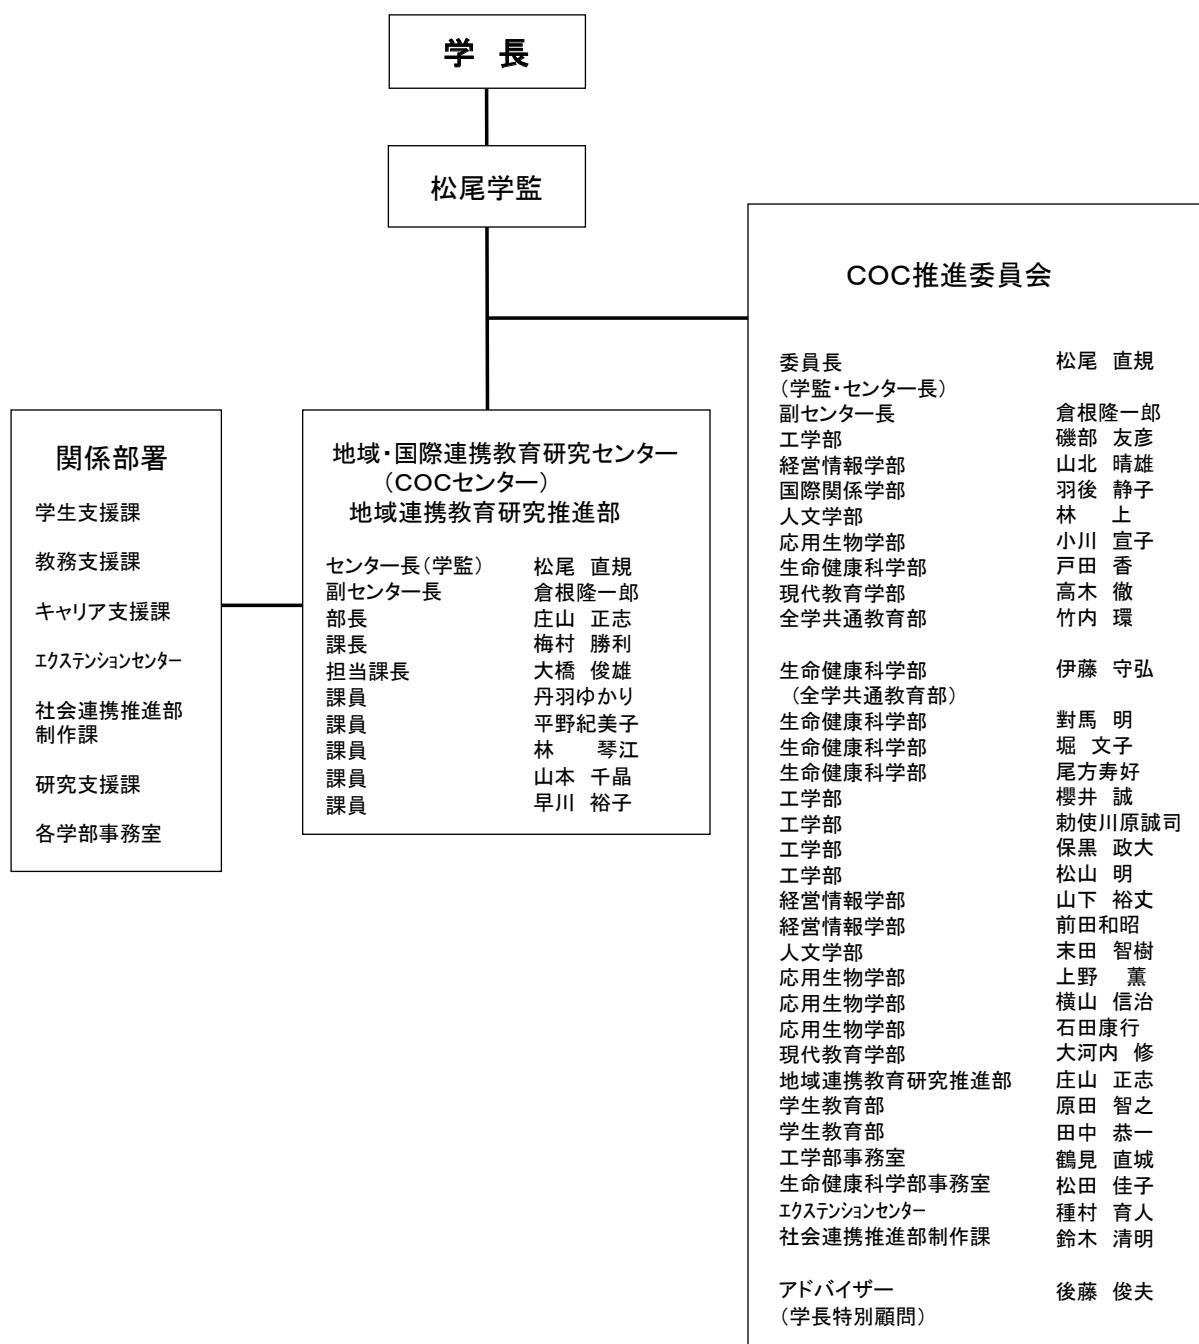 学 長
松尾学監
関係部署
学生支援課
教務支援課
キャリア支援課
エクステンションセンター
社会連携推進部
制作課
研究支援課
各学部事務室
地域・国際連携教育研究センター
(COCセンター)
地域連携教育研究推進部
センター長(学監) 松尾 直規
副センター長 倉根隆一郎
部長 庄山 正志
課長 梅村 勝利
担当課長 大橋 俊雄
課員 丹羽ゆかり
課員 平野紀美子
課員 林 琴江
課員 山本 千晶
課員 早川 裕子
COC推進委員会
委員長 松尾 直規
(学監・センター長)
副センター長 倉根隆一郎
工学部 磯部 友彦
経営情報学部 山北 晴雄
国際関係学部 羽後 静子
人文学部 林 上
応用生物学部 小川 宣子
生命健康科学部 戸田 香
現代教育学部 高木 徹
全学共通教育部 竹内 環
生命健康科学部 伊藤 守弘
(全学共通教育部)
生命健康科学部 對馬 明
生命健康科学部 堀 文子
生命健康科学部 尾方寿好
工学部 櫻井 誠
工学部 勅使川原誠司
工学部 保黒 政大
工学部 松山 明
経営情報学部 山下 裕丈
経営情報学部 前田和昭
人文学部 末田 智樹
応用生物学部 上野 薫
応用生物学部 横山 信治
応用生物学部 石田康行
現代教育学部 大河内 修
地域連携教育研究推進部 庄山 正志
学生教育部 原田 智之
学生教育部 田中 恭一
工学部事務室 鶴見 直城
生命健康科学部事務室 松田 佳子
エクステンションセンター 種村 育人
社会連携推進部制作課 鈴木 清明
アドバイザー 後藤 俊夫
(学長特別顧問)